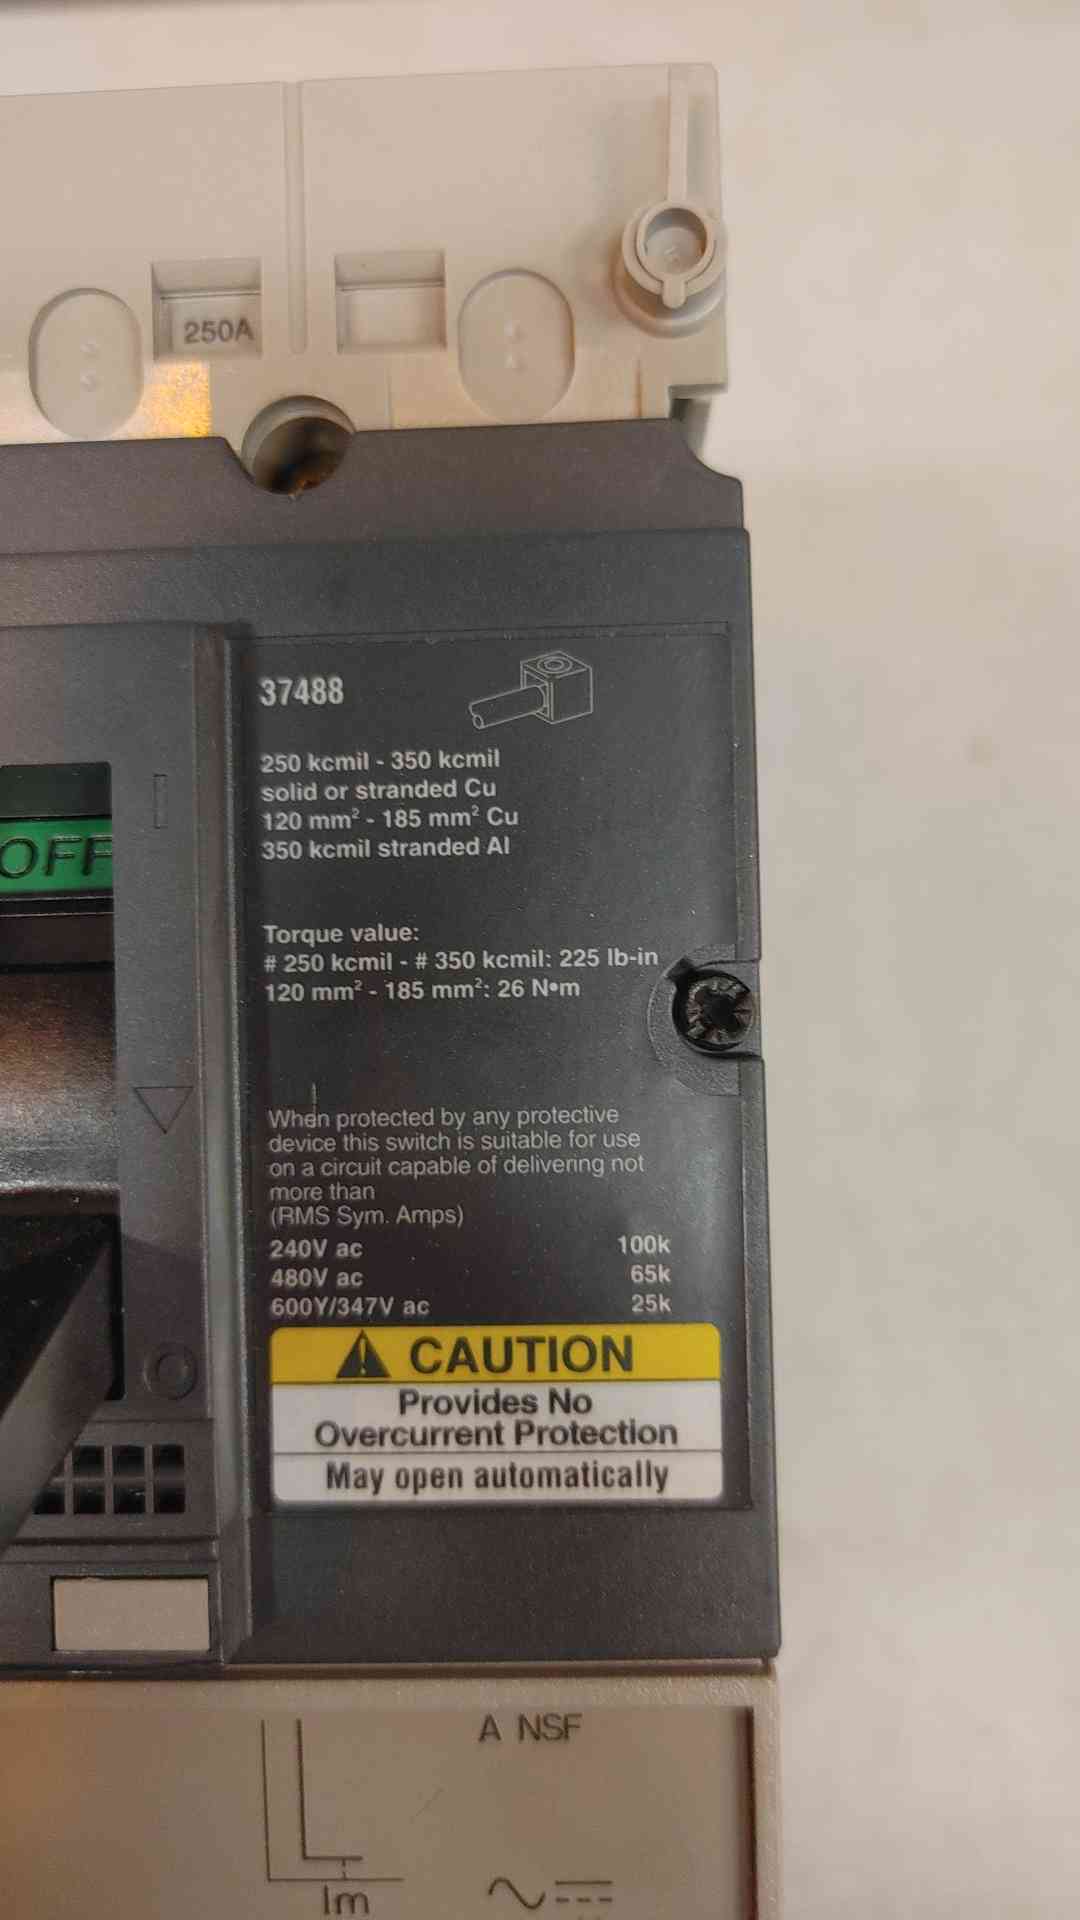 250A
37488
250 kcmil - 350 kcmil
solid or stranded Cu
120 mm² - 185 mm² Cu
350 kcmil stranded Al
OFF
Torque value:
# 250 kcmil - # 350 kcmil: 225 lb-in
120 mm² - 185 mm²: 26 N•m
When protected by any protective
device this switch is suitable for use
on a circuit capable of delivering not
more than
(RMS Sym. Amps)
240V ac 100k
480V ac 65k
600Y/347V ac 25k
CAUTION
Provides No
Overcurrent Protection
May open automatically
A NSF
Im